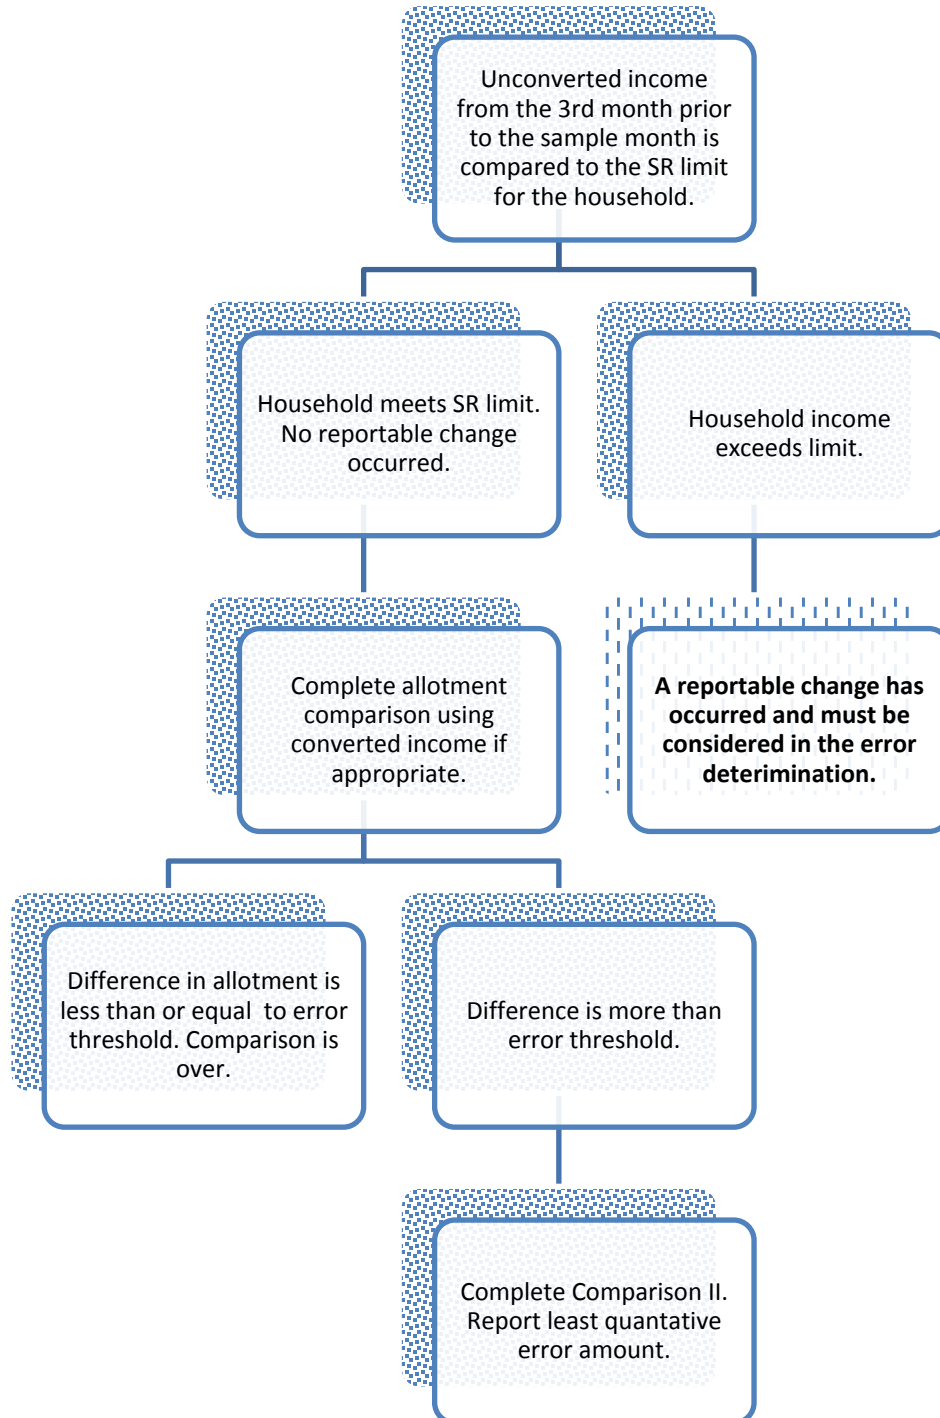 Unconverted income
from the 3rd month prior
to the sample month is
compared to the SR limit
for the household.
Household meets SR limit.
No reportable change
occurred.
Household income
exceeds limit.
Complete allotment
comparison using
converted income if
appropriate.
A reportable change has
occurred and must be
considered in the error
deterimination.
Difference in allotment is
less than or equal  to error
threshold. Comparison is
over.
Difference is more than
error threshold.
Complete Comparison II.
Report least quantative
error amount.